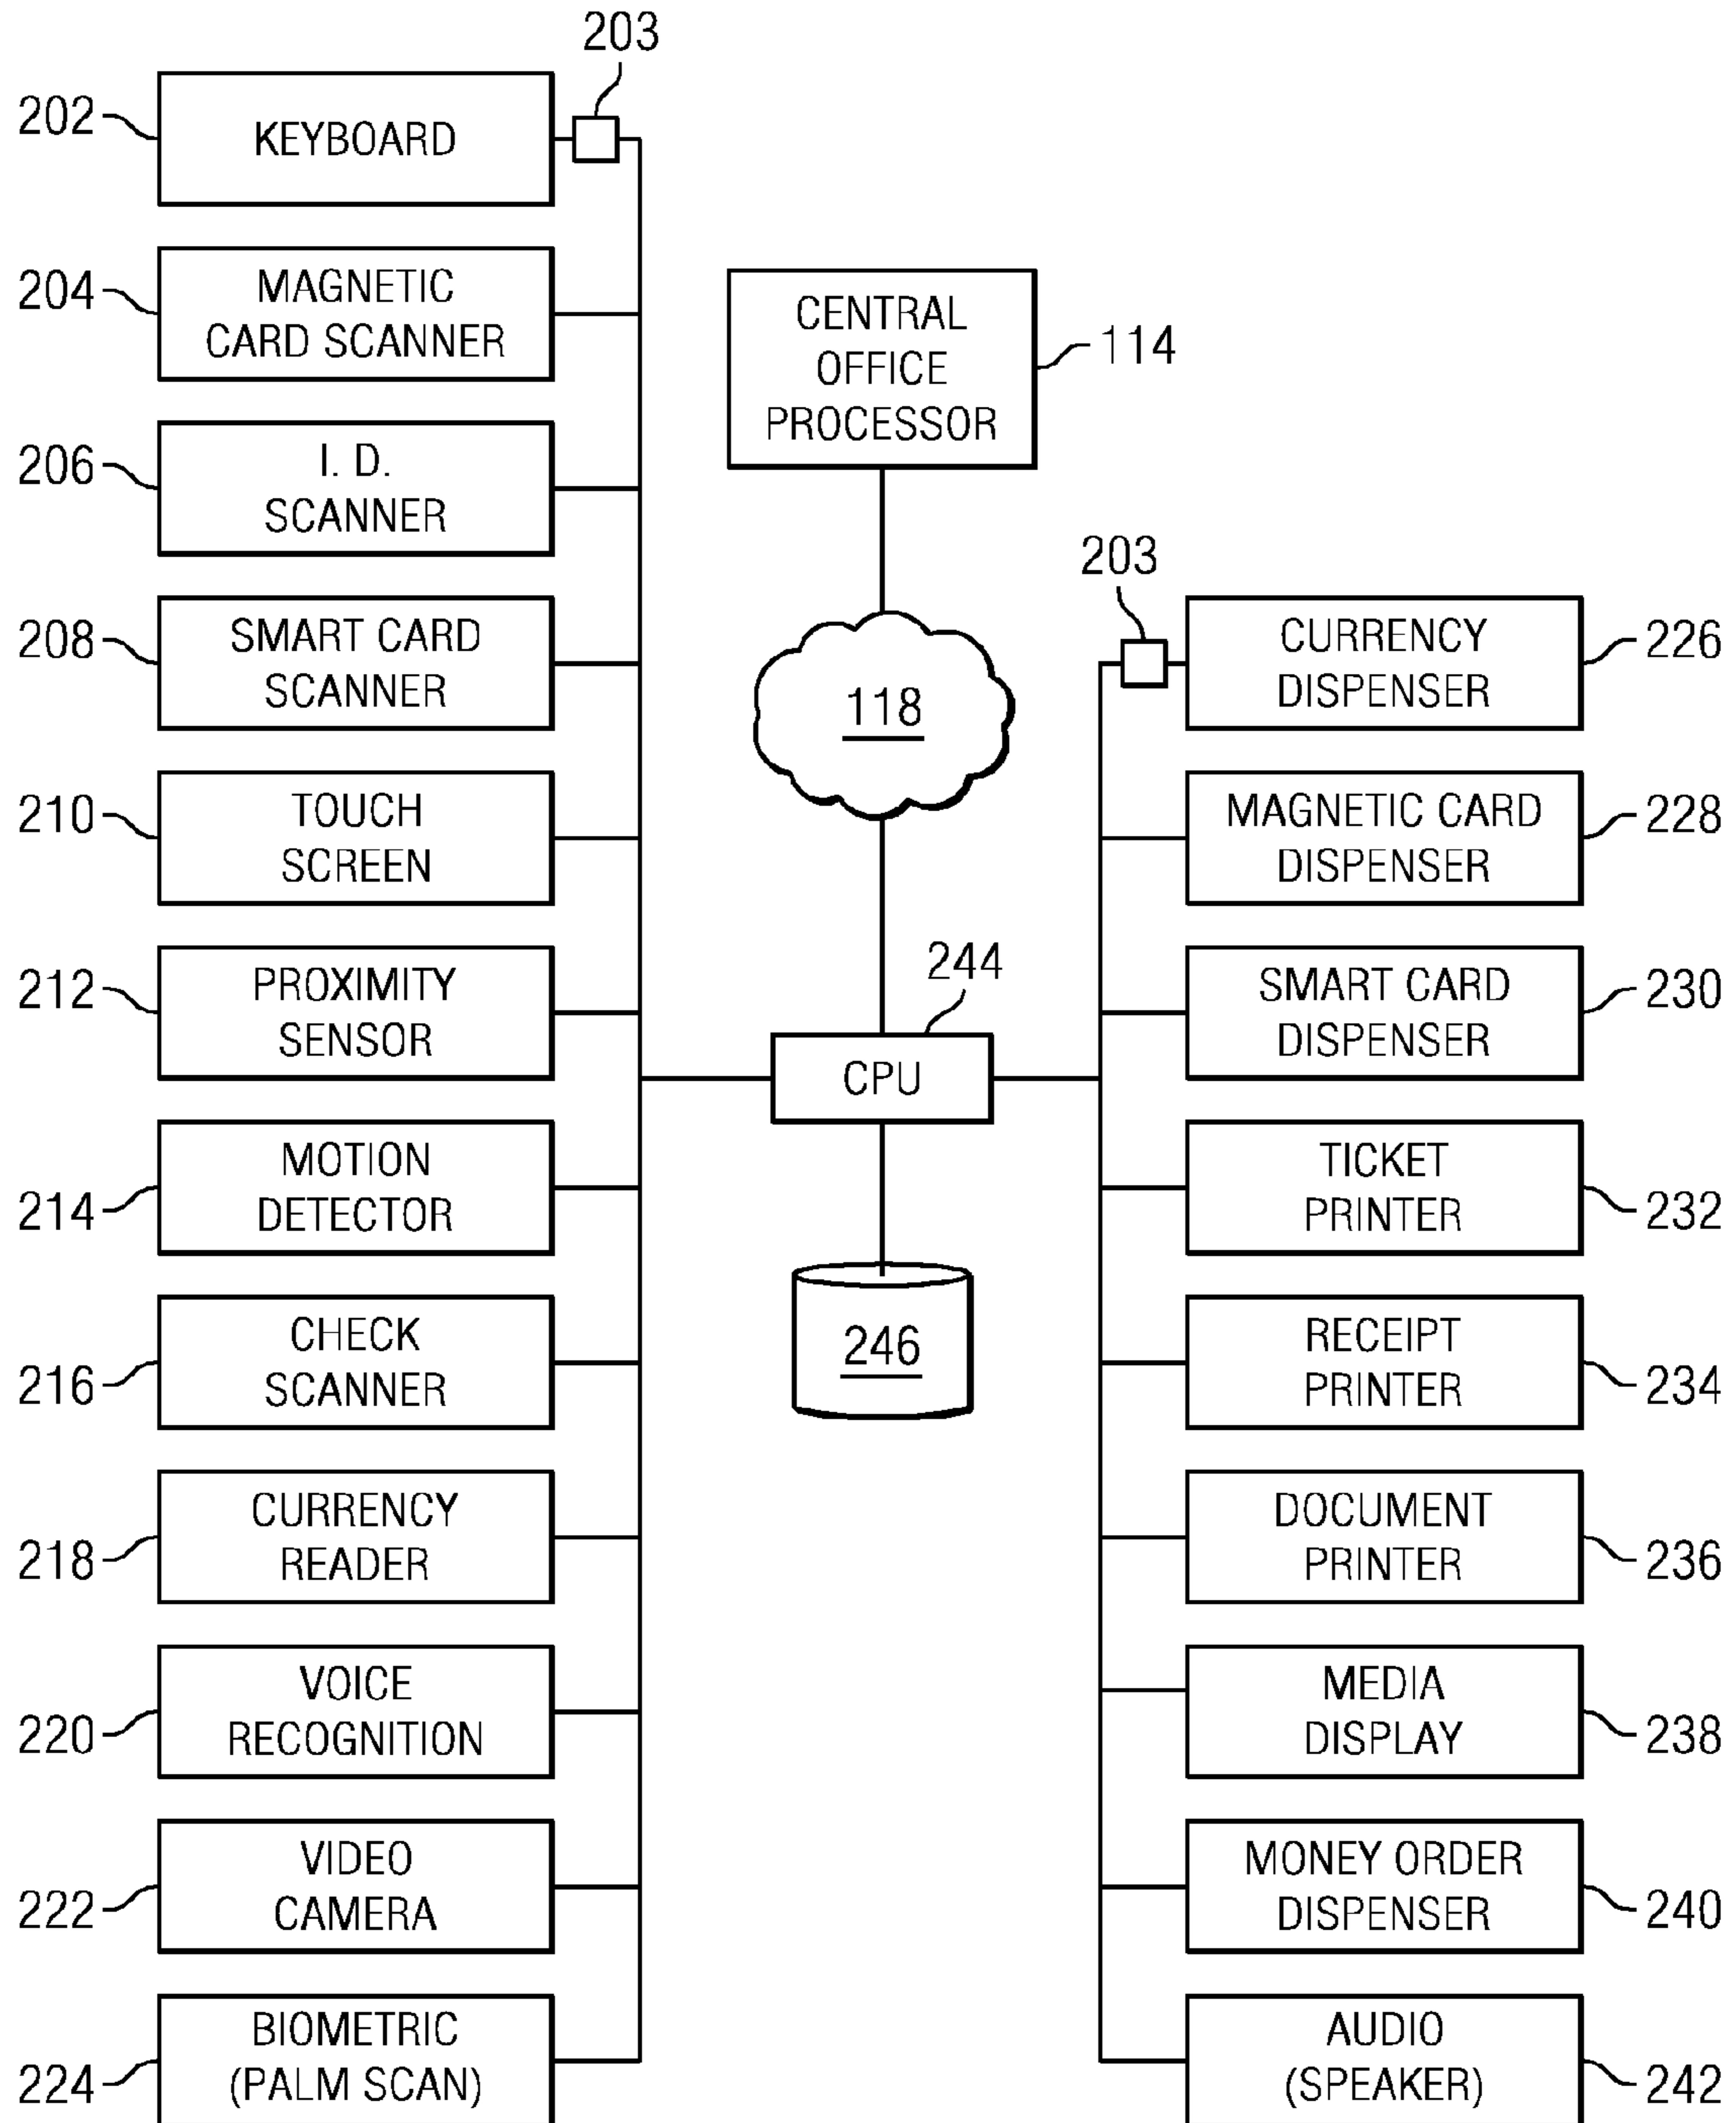 203
202
KEYBOARD
204
MAGNETIC
CARD SCANNER
206
I. D.
SCANNER
208
SMART CARD
SCANNER
210
TOUCH
SCREEN
212
PROXIMITY
SENSOR
214
MOTION
DETECTOR
216
CHECK
SCANNER
218
CURRENCY
READER
220
VOICE
RECOGNITION
222
VIDEO
CAMERA
224
BIOMETRIC
(PALM SCAN)
CENTRAL
OFFICE
PROCESSOR
114
118
244
CPU
246
203
CURRENCY
DISPENSER
226
MAGNETIC CARD
DISPENSER
228
SMART CARD
DISPENSER
230
TICKET
PRINTER
232
RECEIPT
PRINTER
234
DOCUMENT
PRINTER
236
MEDIA
DISPLAY
238
MONEY ORDER
DISPENSER
240
AUDIO
(SPEAKER)
242